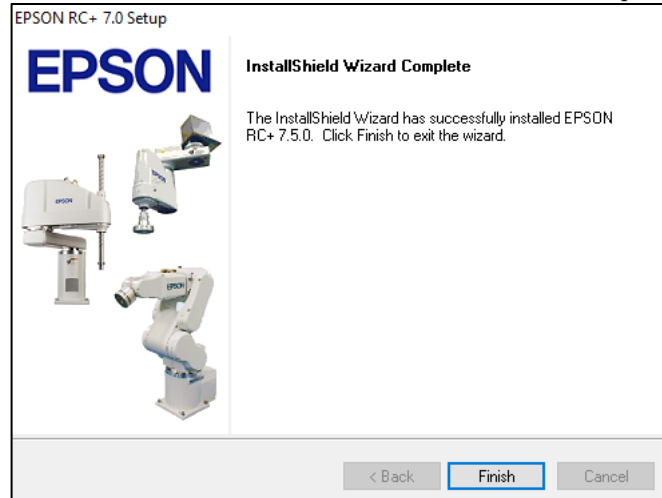 EPSON RC+ 7.0 Setup
EPSON
InstallShield Wizard Complete
The InstallShield Wizard has successfully installed EPSON
RC+ 7.5.0. Click Finish to exit the wizard.
EPSON
EPSON
< Back
Finish
Cancel